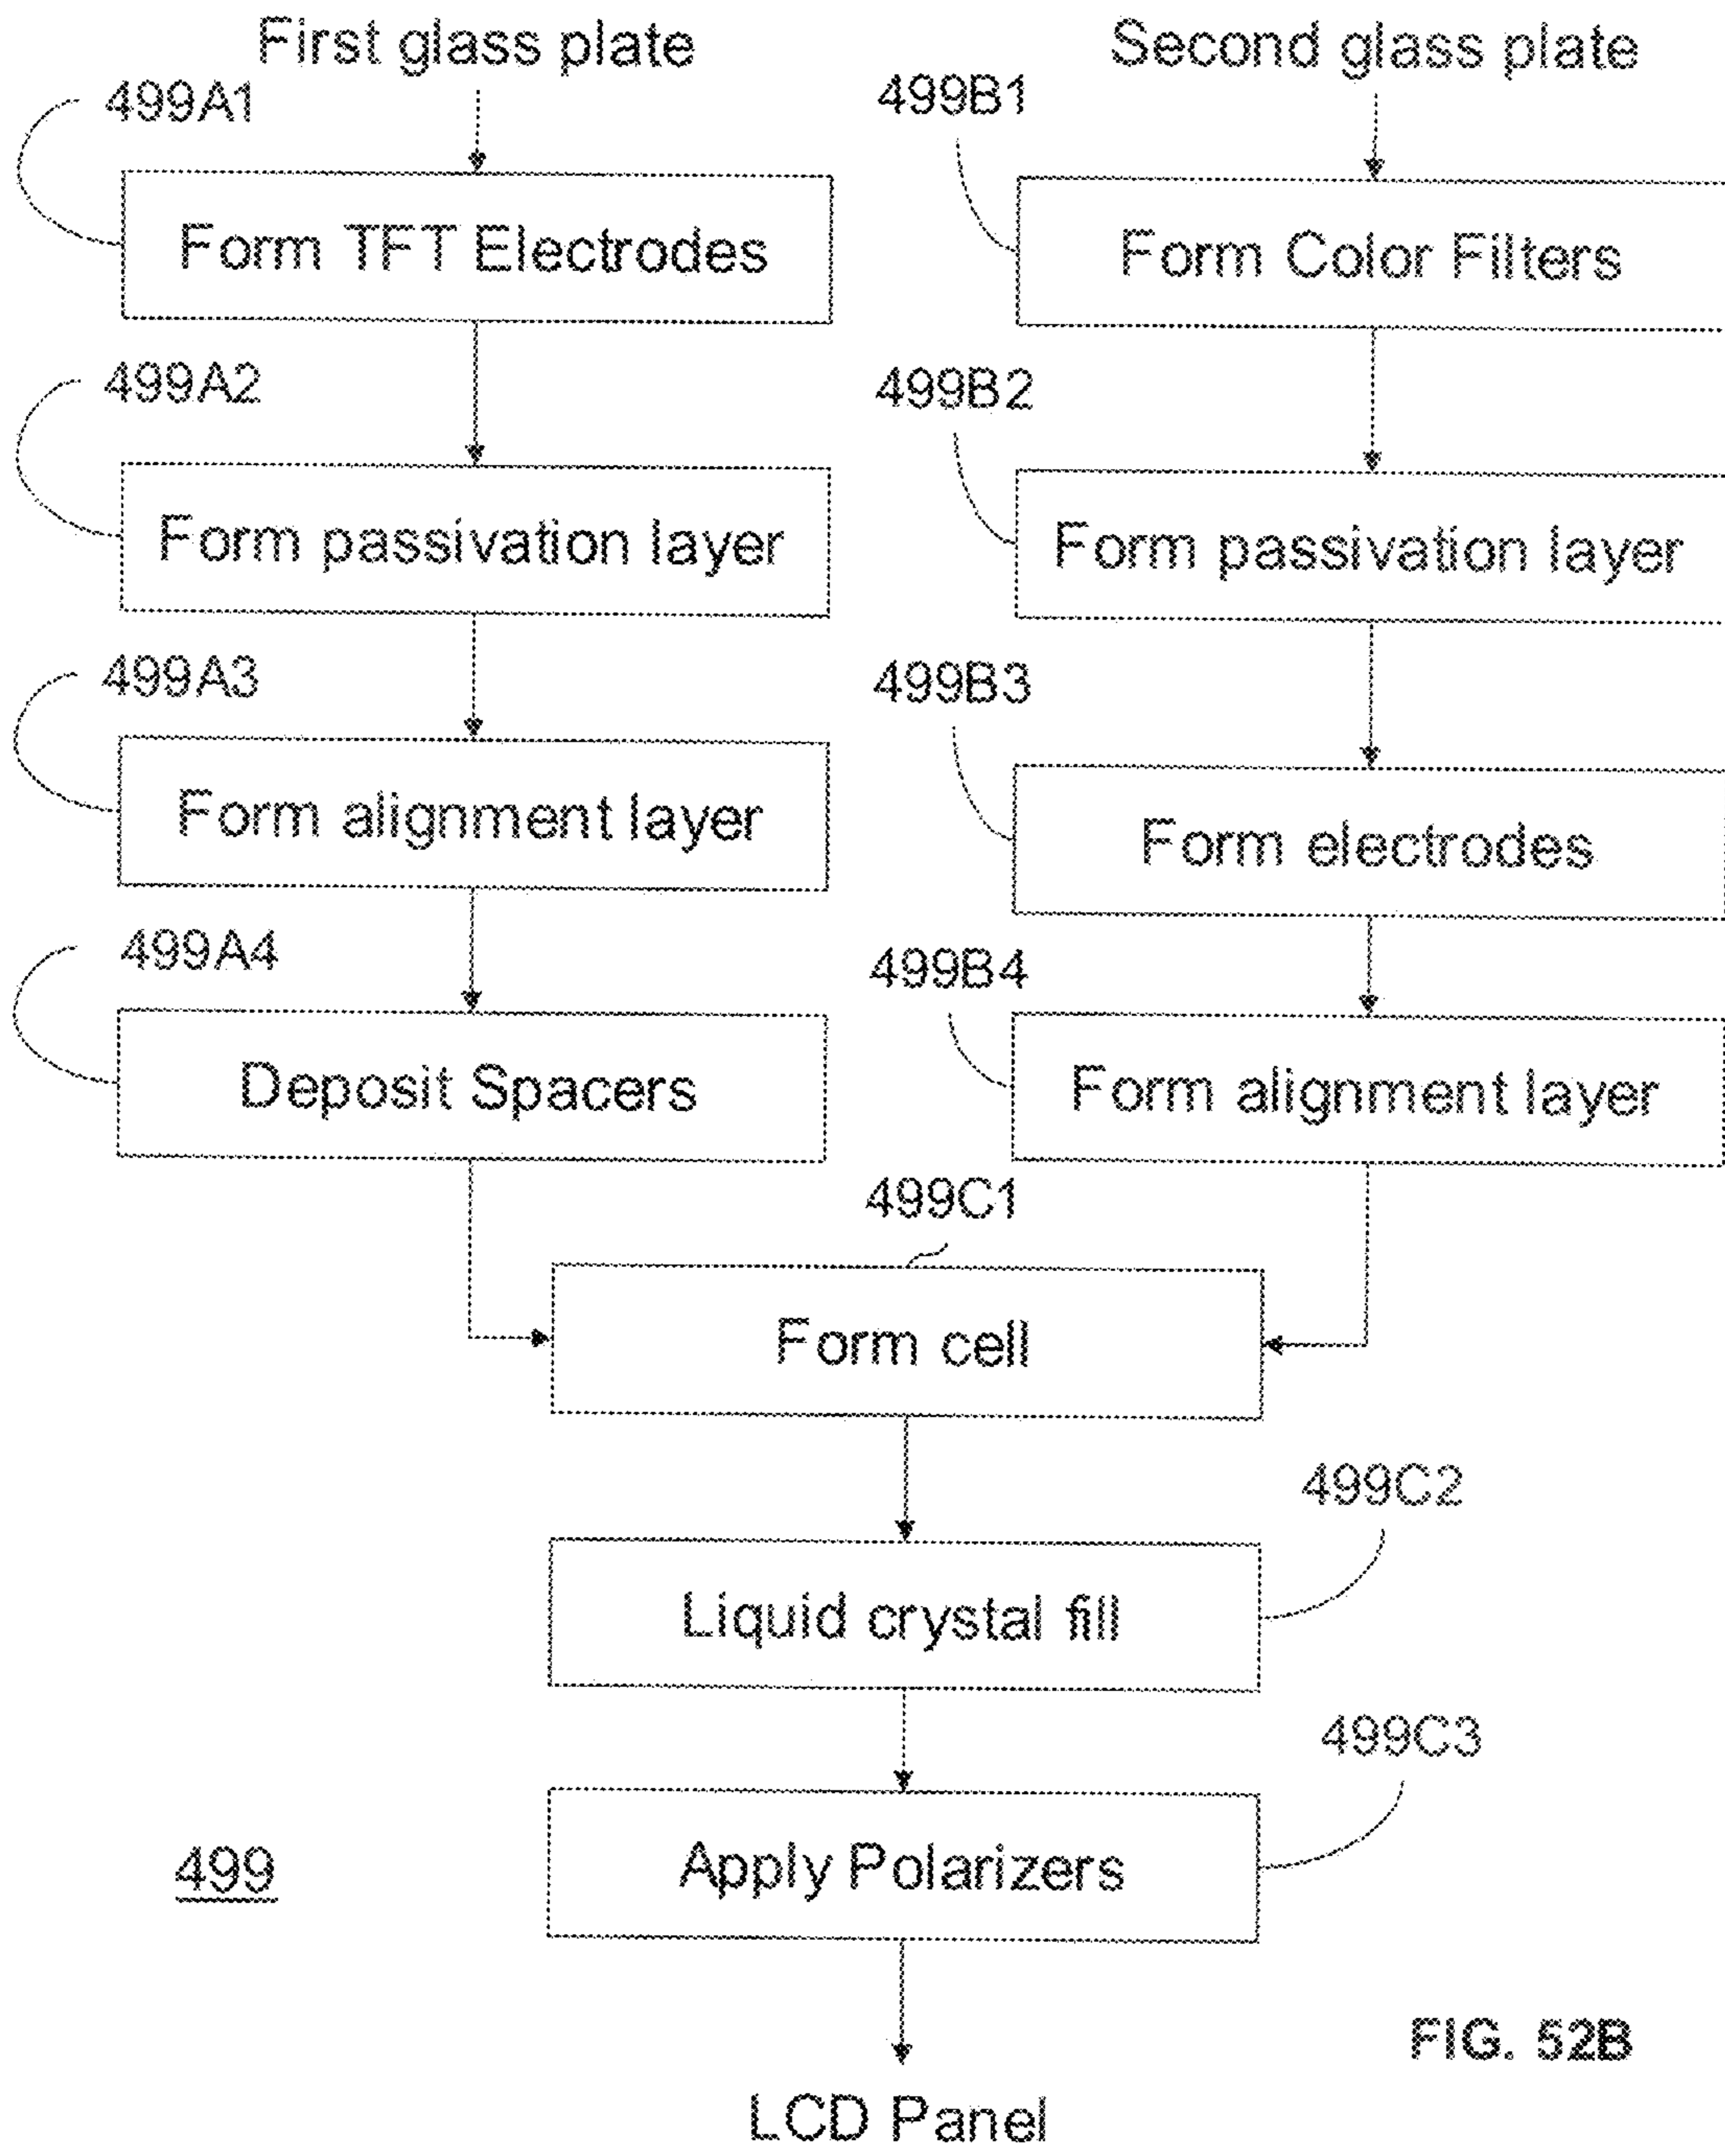 First glass plate
499A1
Form TFT Electrodes
499A2
Form passivation layer
499A3
Form alignment layer
499A4
Deposit Spacers
Second glass plate
499B1
Form Color Filters
499B2
Form passivation layer
499B3
Form electrodes
499B4
Form alignment layer
499C1
Form cell
499C2
Liquid crystal fill
499C3
Apply Polarizers
499
LCD Panel
FIG. 52B